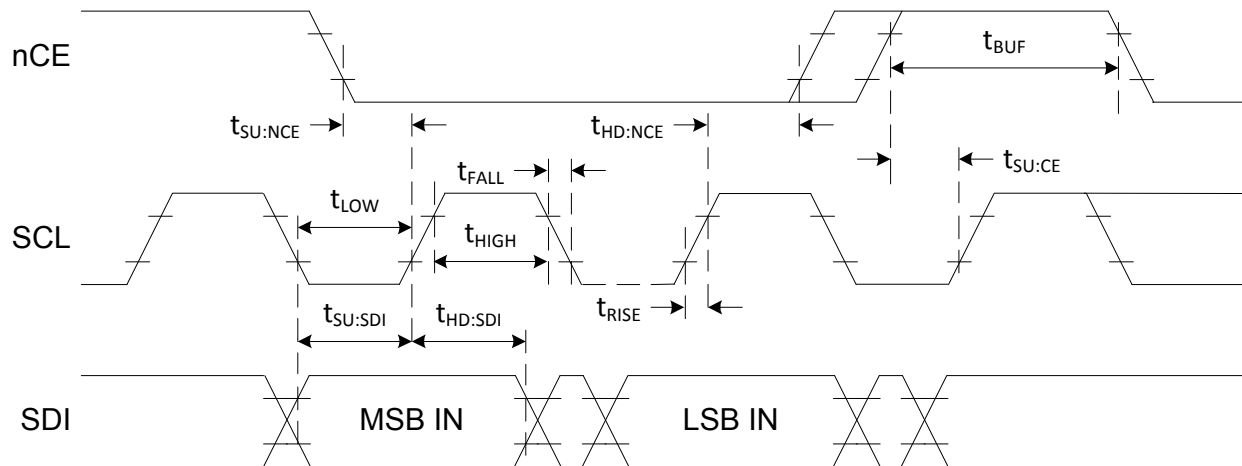 nCE
tBUF
tSU:NCE
tHD:NCE
tSU:CE
tFALL
tLOW
SCL
tHIGH
tRISE
tSU:SDI
tHD:SDI
SDI
MSB IN
LSB IN